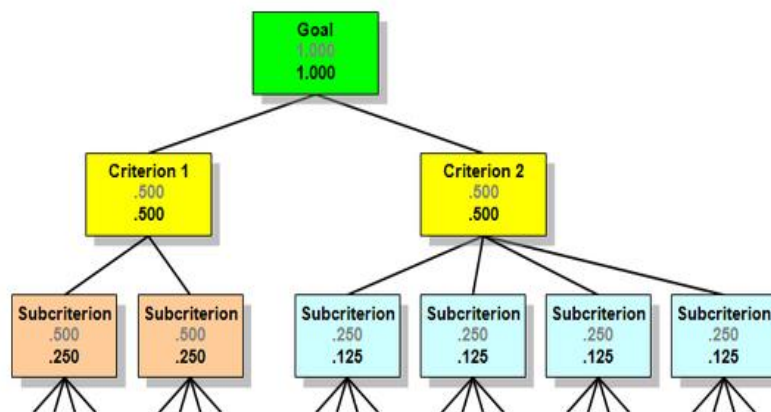 Goal
1.000
1.000
Criterion 1
.500
.500
Criterion 2
.500
.500
Subcriterion
.500
.250
Subcriterion
.500
.250
Subcriterion
.250
.125
Subcriterion
.250
.125
Subcriterion
.250
.125
Subcriterion
.250
.125